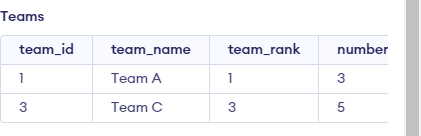 Teams
team_id team_name team_rank number
1 Team A 1 3
3 Team C 3 5